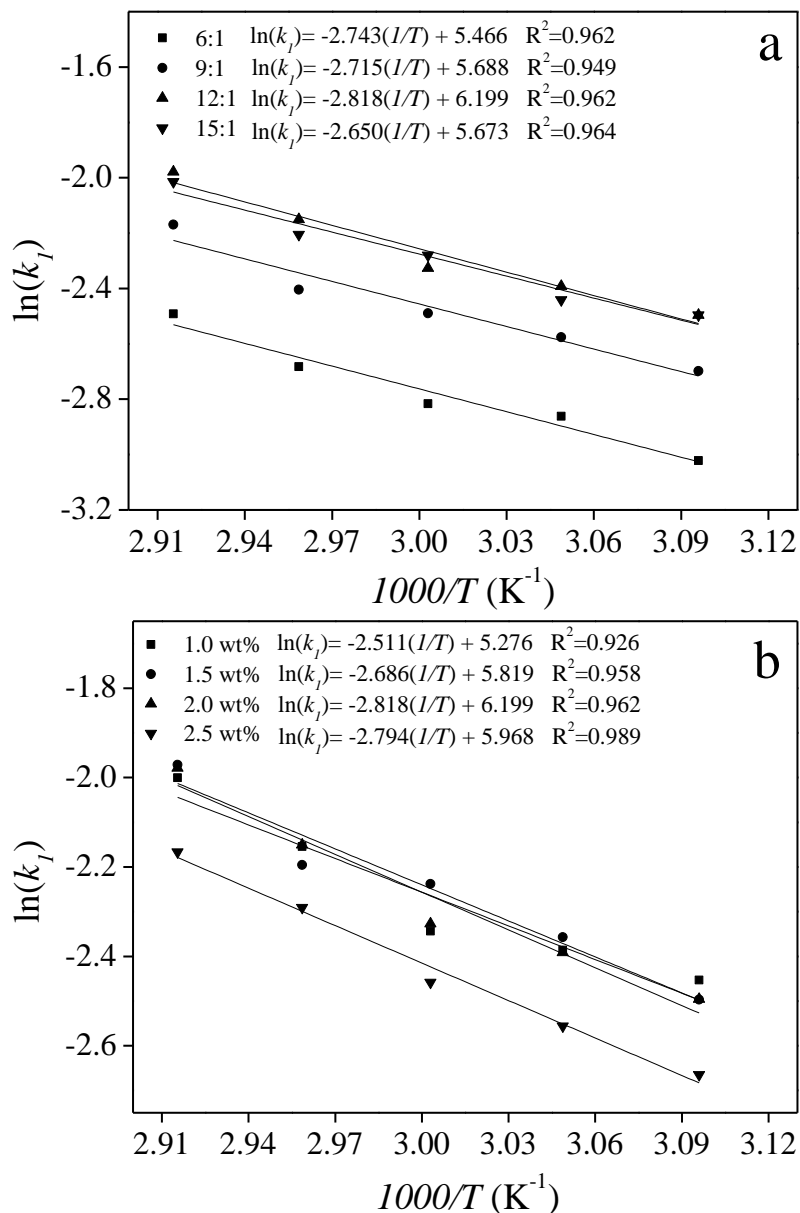 a
6:1 ln(k₁)= -2.743(1/T) + 5.466 R²=0.962
9:1 ln(k₁)= -2.715(1/T) + 5.688 R²=0.949
12:1 ln(k₁)= -2.818(1/T) + 6.199 R²=0.962
15:1 ln(k₁)= -2.650(1/T) + 5.673 R²=0.964
-1.6
-2.0
-2.4
-2.8
-3.2
ln(k₁)
2.91 2.94 2.97 3.00 3.03 3.06 3.09 3.12
1000/T (K⁻¹)
b
1.0 wt% ln(k₁)= -2.511(1/T) + 5.276 R²=0.926
1.5 wt% ln(k₁)= -2.686(1/T) + 5.819 R²=0.958
2.0 wt% ln(k₁)= -2.818(1/T) + 6.199 R²=0.962
2.5 wt% ln(k₁)= -2.794(1/T) + 5.968 R²=0.989
-1.8
-2.0
-2.2
-2.4
-2.6
ln(k₁)
2.91 2.94 2.97 3.00 3.03 3.06 3.09 3.12
1000/T (K⁻¹)